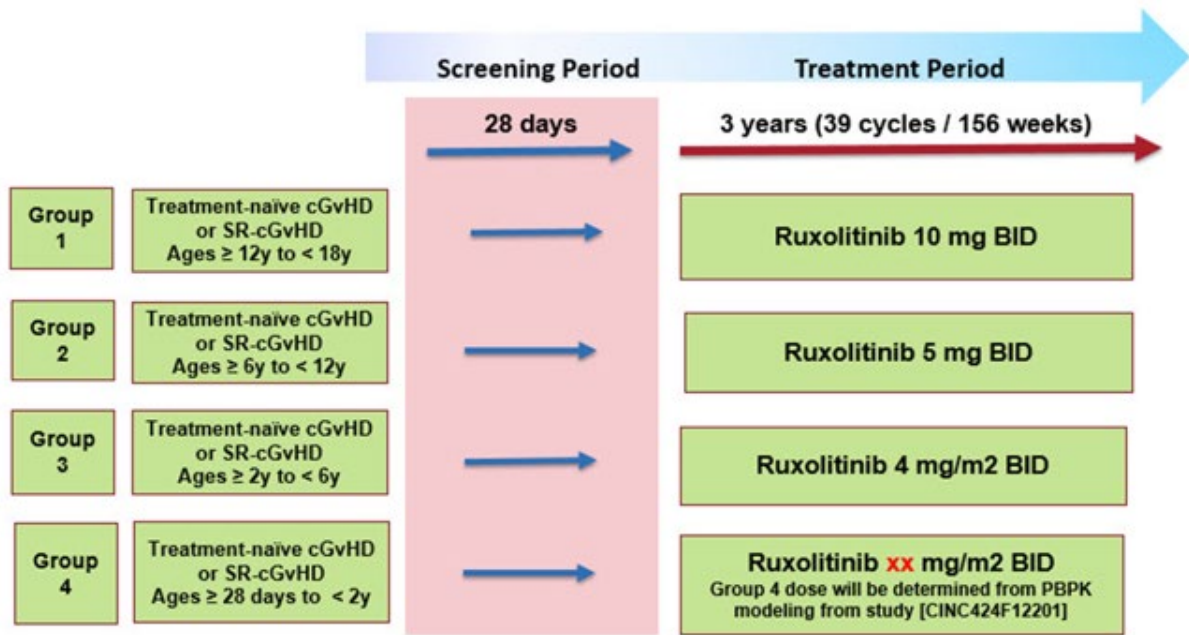 Screening Period
Treatment Period
28 days
3 years (39 cycles / 156 weeks)
Group
1
Treatment-naïve cGvHD
or SR-cGvHD
Ages ≥ 12y to < 18y
Ruxolitinib 10 mg BID
Group
2
Treatment-naïve cGvHD
or SR-cGvHD
Ages ≥ 6y to < 12y
Ruxolitinib 5 mg BID
Group
3
Treatment-naïve cGvHD
or SR-cGvHD
Ages ≥ 2y to < 6y
Ruxolitinib 4 mg/m2 BID
Group
4
Treatment-naïve cGvHD
or SR-cGvHD
Ages ≥ 28 days to < 2y
Ruxolitinib xx mg/m2 BID
Group 4 dose will be determined from PBPK
modeling from study [CINC424F12201]